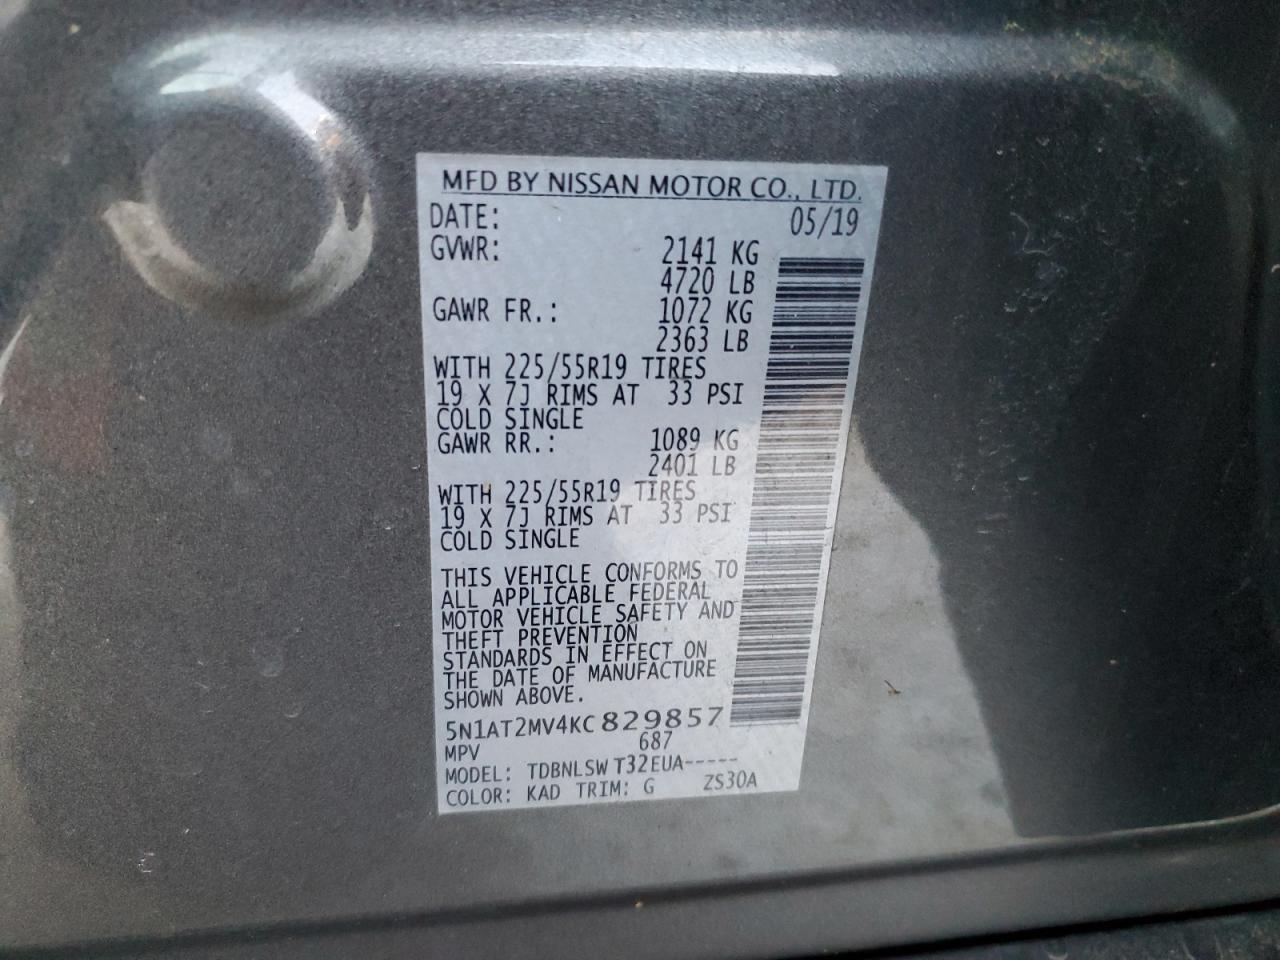 MFD BY NISSAN MOTOR CO., LTD.
DATE: 05/19
GVWR: 2141 KG
4720 LB
GAWR FR.: 1072 KG
2363 LB
WITH 225/55R19 TIRES
19 X 7J RIMS AT 33 PSI
COLD SINGLE
GAWR RR.: 1089 KG
2401 LB
WITH 225/55R19 TIRES
19 X 7J RIMS AT 33 PSI
COLD SINGLE
THIS VEHICLE CONFORMS TO
ALL APPLICABLE FEDERAL
MOTOR VEHICLE SAFETY AND
THEFT PREVENTION
STANDARDS IN EFFECT ON
THE DATE OF MANUFACTURE
SHOWN ABOVE.
5N1AT2MV4KC829857
MPV 687
MODEL: TDBNLSW T32EUA-----
COLOR: KAD TRIM: G ZS30A